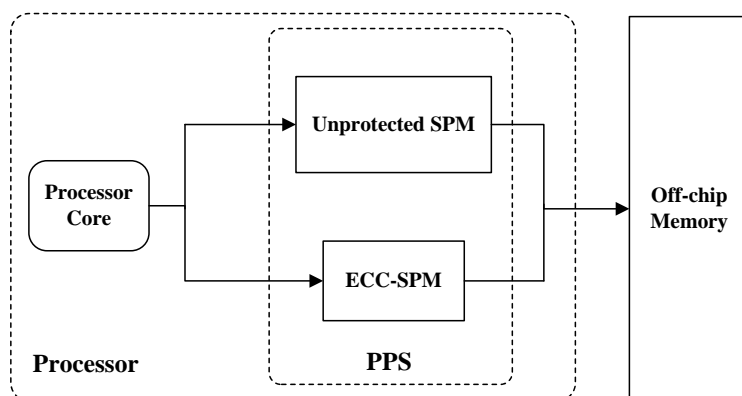 Unprotected SPM
Processor
Core
Off-chip
Memory
ECC-SPM
Processor
PPS